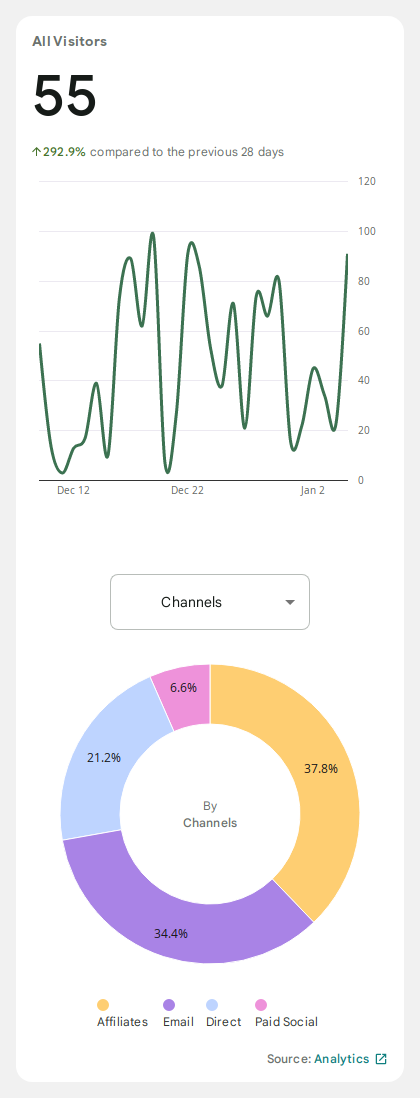 All Visitors
55
↑292.9% compared to the previous 28 days
120
100
80
60
40
20
0
Dec 12 Dec 22 Jan 2
Channels
6.6%
37.8%
21.2%
By
Channels
34.4%
Affiliates Email Direct Paid Social
Source: Analytics